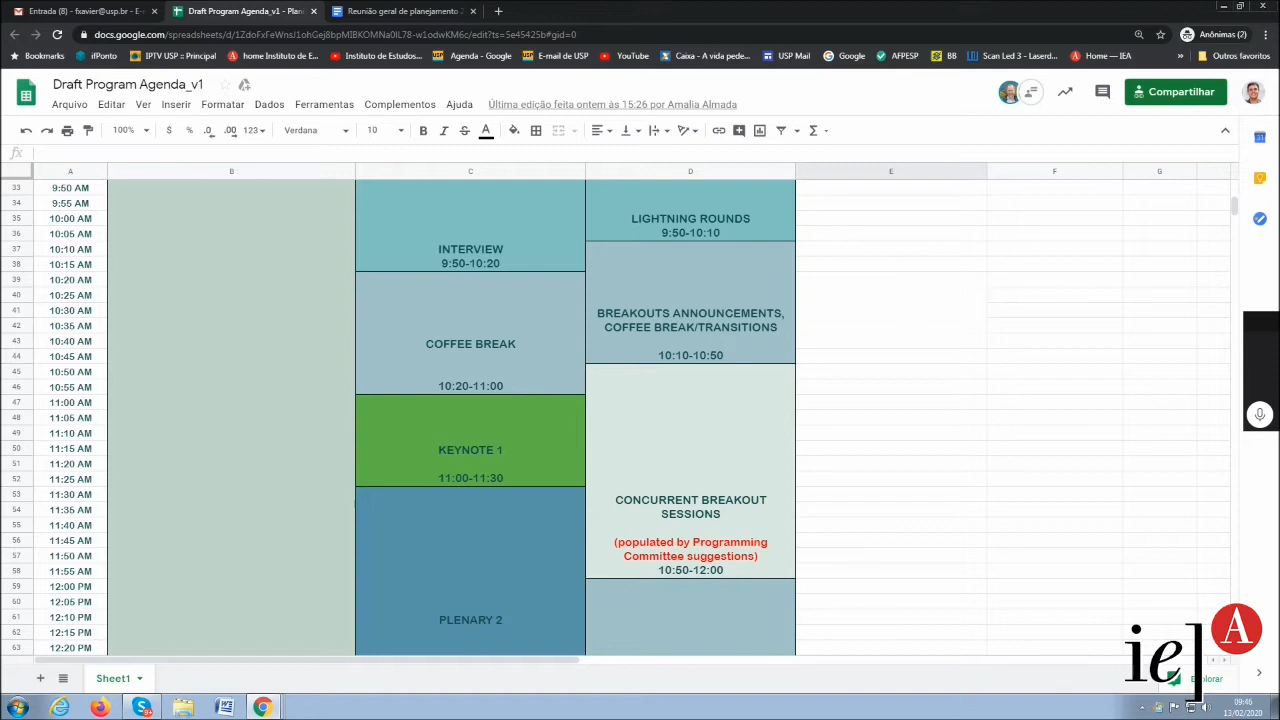 Entrada (8) - fxavier@usp.br - E-
Draft Program Agenda_v1 - Plan
Reunião geral de planejamento 2
docs.google.com/spreadsheets/d/1ZdoFxFeWnsJ1ohGej8bpMIBKOMNa0lL78-w1odwKM6c/edit?ts=5e45425b#gid=0
Anônimas (2)
Bookmarks
ifPonto
IPTV USP :: Principal
home Instituto de E...
Instituto de Estudos...
Agenda — Instituto...
YouTube
Caixa - A vida pede...
USP Mail
Google
AFPESP
BB
Scan Led 3 - Laserj...
Home — IEA
Outros favoritos
Draft Program Agenda_v1
Arquivo Editar Ver Inserir Formatar Dados Ferramentas Complementos Ajuda
Última edição feita ontem às 15:26 por Amalia Almada
Compartilhar
100% $ % .0 .00 123 Verdana 10
fx
A B C D E F G
33 9:50 AM
34 9:55 AM
35 10:00 AM
36 10:05 AM
37 10:10 AM
38 10:15 AM
39 10:20 AM
40 10:25 AM
41 10:30 AM
42 10:35 AM
43 10:40 AM
44 10:45 AM
45 10:50 AM
46 10:55 AM
47 11:00 AM
48 11:05 AM
49 11:10 AM
50 11:15 AM
51 11:20 AM
52 11:25 AM
53 11:30 AM
54 11:35 AM
55 11:40 AM
56 11:45 AM
57 11:50 AM
58 11:55 AM
59 12:00 PM
60 12:05 PM
61 12:10 PM
62 12:15 PM
63 12:20 PM
INTERVIEW
9:50-10:20
COFFEE BREAK
10:20-11:00
KEYNOTE 1
11:00-11:30
PLENARY 2
LIGHTNING ROUNDS
9:50-10:10
BREAKOUTS ANNOUNCEMENTS,
COFFEE BREAK/TRANSITIONS
10:10-10:50
CONCURRENT BREAKOUT
SESSIONS
(populated by Programming
Committee suggestions)
10:50-12:00
Sheet1
iea
09:46
13/02/2020